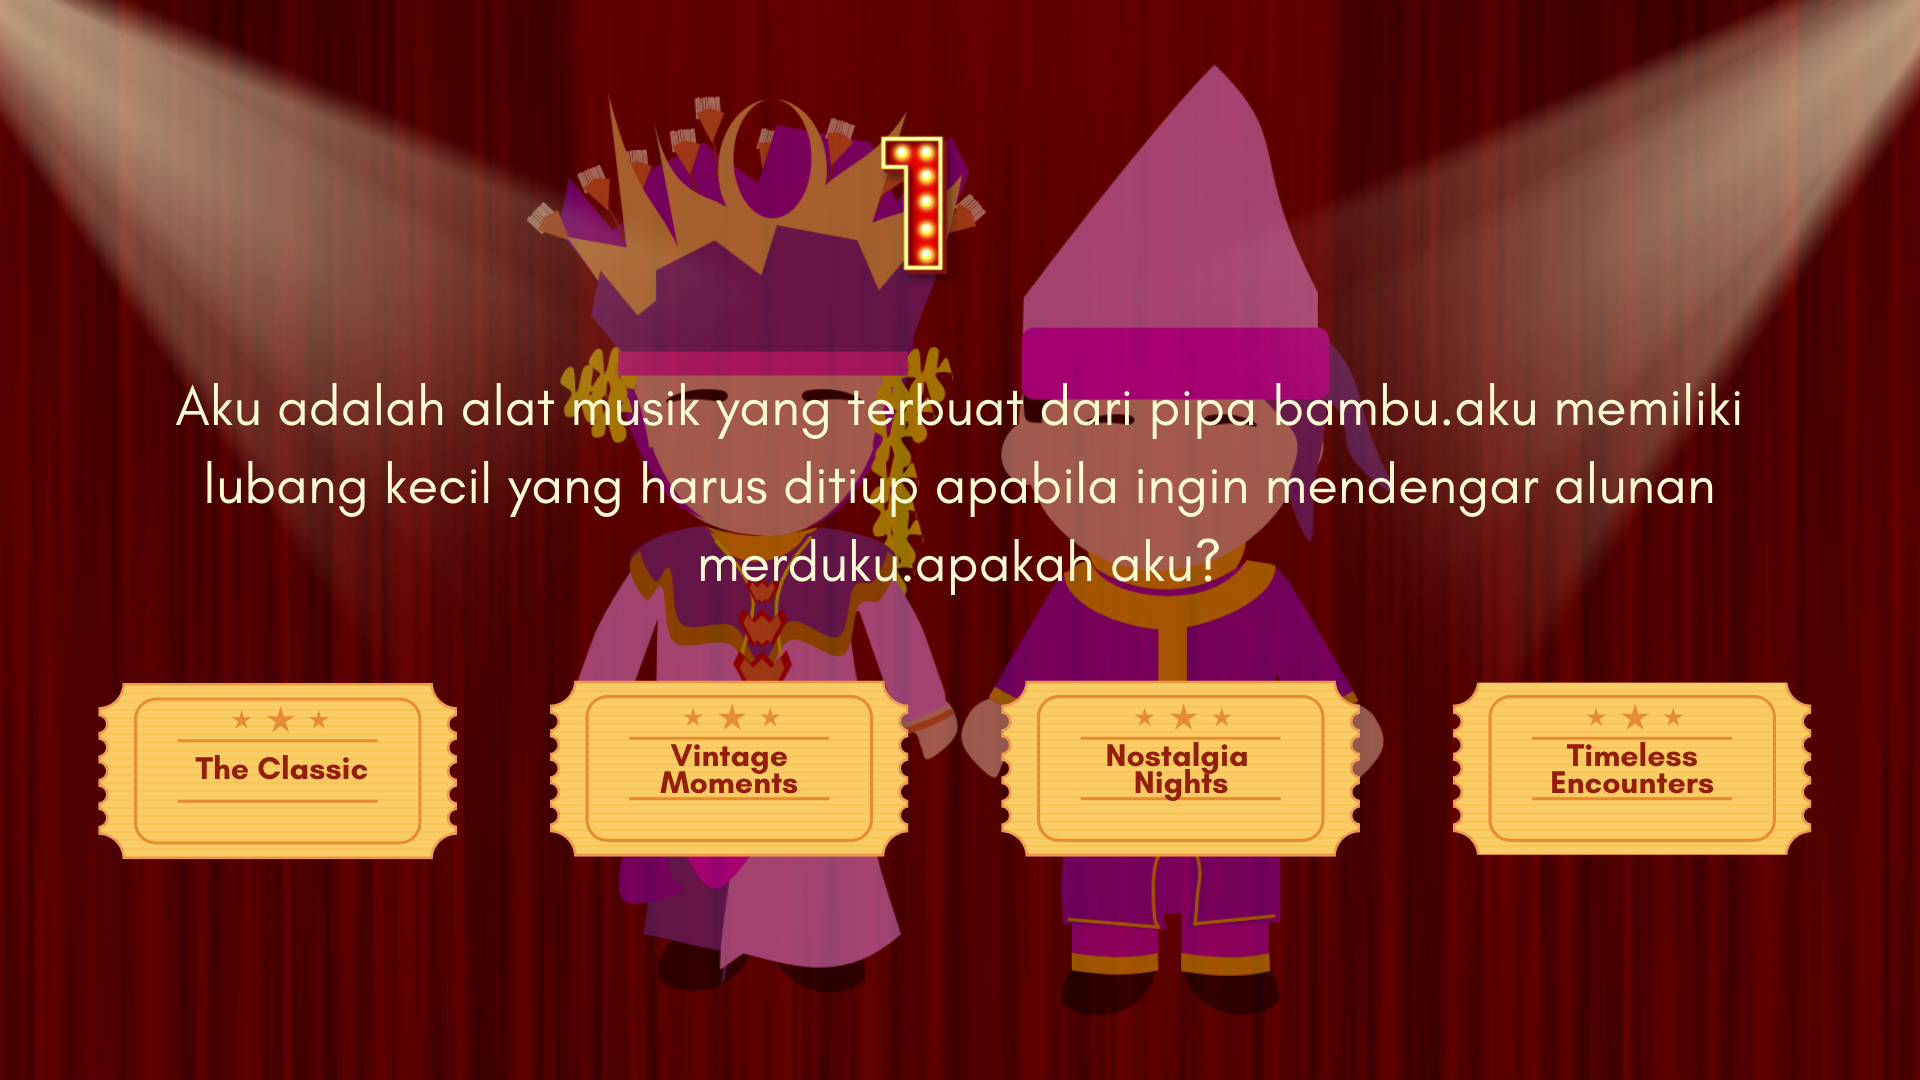 1
Aku adalah alat musik yang terbuat dari pipa bambu.aku memiliki
lubang kecil yang harus ditiup apabila ingin mendengar alunan
merduku.apakah aku?
The Classic
Vintage
Moments
Nostalgia
Nights
Timeless
Encounters